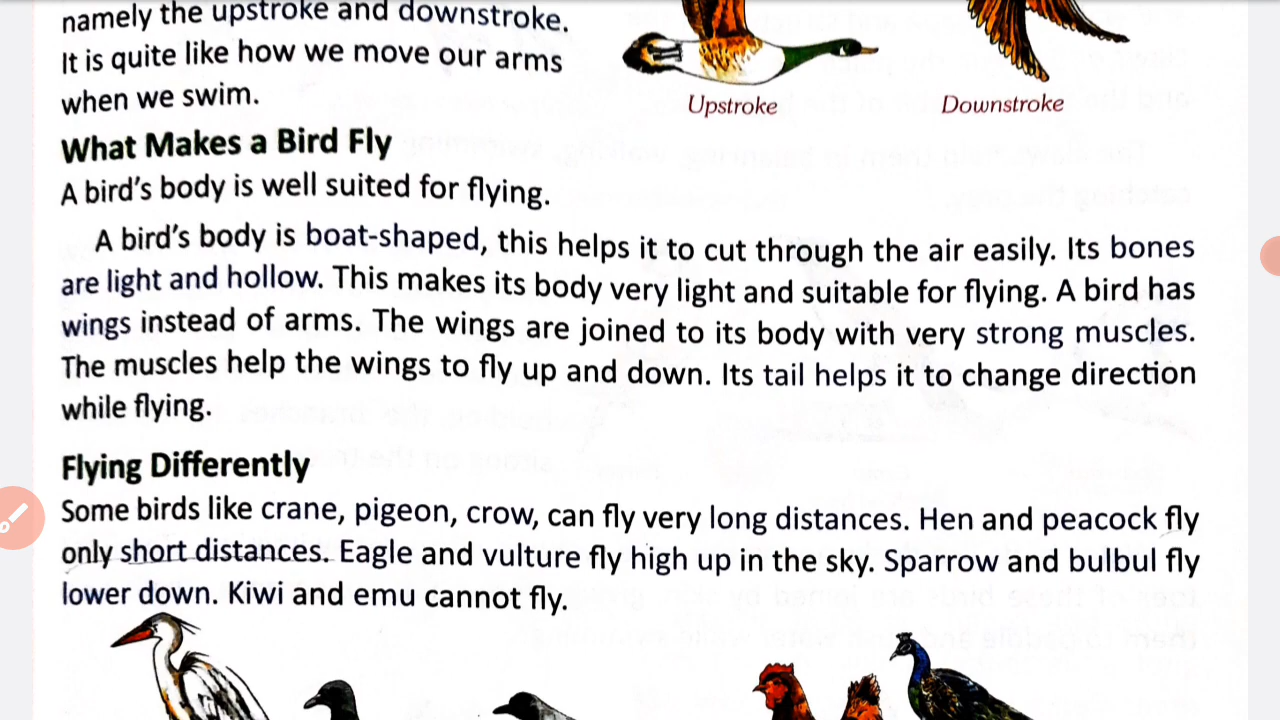 namely the upstroke and downstroke.
It is quite like how we move our arms
when we swim.
Upstroke
Downstroke
What Makes a Bird Fly
A bird's body is well suited for flying.
A bird's body is boat-shaped, this helps it to cut through the air easily. Its bones
are light and hollow. This makes its body very light and suitable for flying. A bird has
wings instead of arms. The wings are joined to its body with very strong muscles.
The muscles help the wings to fly up and down. Its tail helps it to change direction
while flying.
Flying Differently
Some birds like crane, pigeon, crow, can fly very long distances. Hen and peacock fly
only short distances. Eagle and vulture fly high up in the sky. Sparrow and bulbul fly
lower down. Kiwi and emu cannot fly.